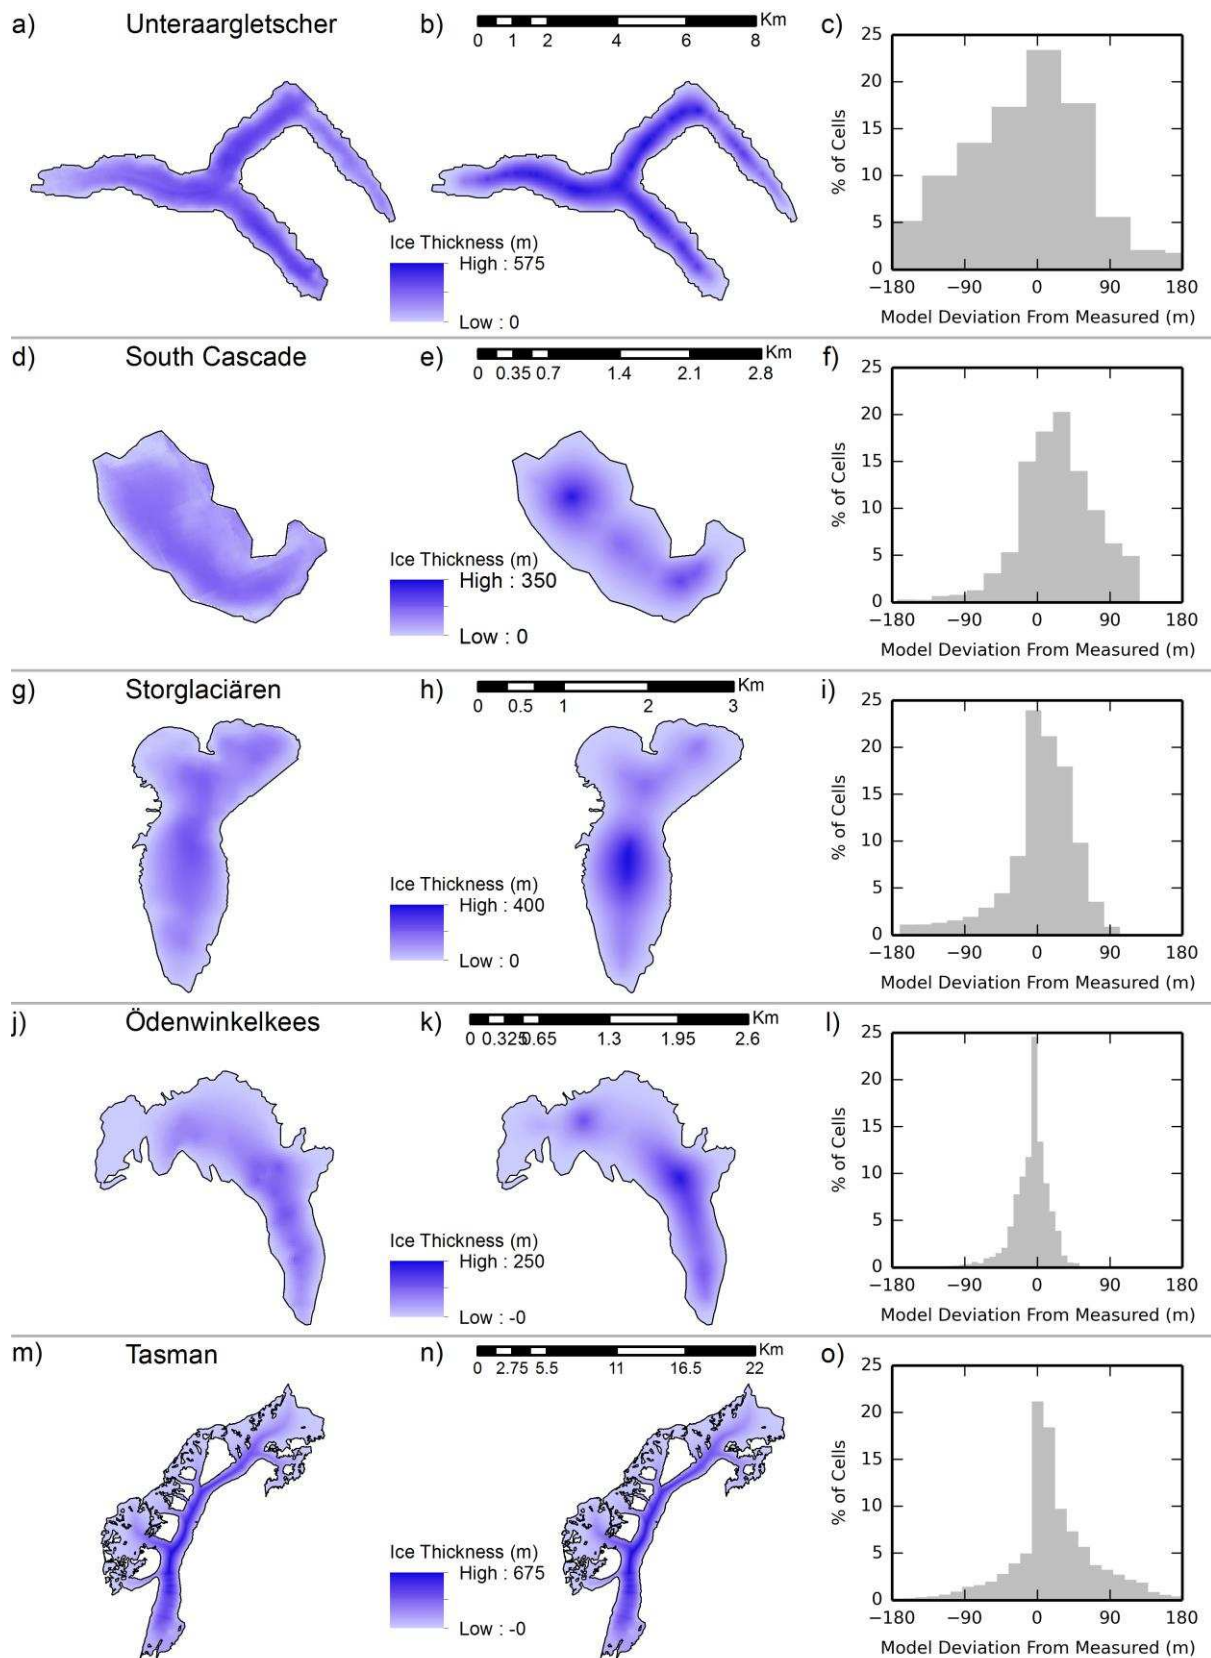 a) Unteraargletscher b) Km c)
0 1 2 4 6 8
Ice Thickness (m)
High : 575
Low : 0
25
20
15
10
5
0
% of Cells
−180 −90 0 90 180
Model Deviation From Measured (m)
d) South Cascade e) Km f)
0 0.35 0.7 1.4 2.1 2.8
Ice Thickness (m)
High : 350
Low : 0
25
20
15
10
5
0
% of Cells
−180 −90 0 90 180
Model Deviation From Measured (m)
g) Storglaciären h) Km i)
0 0.5 1 2 3
Ice Thickness (m)
High : 400
Low : 0
25
20
15
10
5
0
% of Cells
−180 −90 0 90 180
Model Deviation From Measured (m)
j) Ödenwinkelkees k) Km l)
0 0.325 0.65 1.3 1.95 2.6
Ice Thickness (m)
High : 250
Low : -0
25
20
15
10
5
0
% of Cells
−180 −90 0 90 180
Model Deviation From Measured (m)
m) Tasman n) Km o)
0 2.75 5.5 11 16.5 22
Ice Thickness (m)
High : 675
Low : -0
25
20
15
10
5
0
% of Cells
−180 −90 0 90 180
Model Deviation From Measured (m)